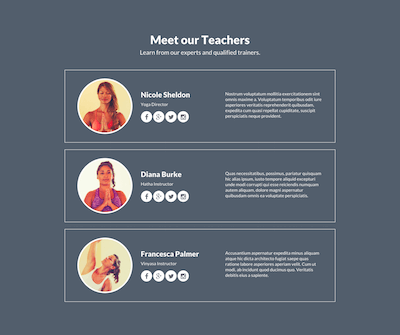 Meet our Teachers
Learn from our experts and qualified trainers.
Nicole Sheldon
Yoga Director
Nostrum voluptatum mollitia exercitationem sint
omnis maxime a. Voluptatum temporibus odit ium
asperiores veritatis reprehenderit quibusdam,
expedita cum quasi repellat cupiditate, suscipit
perspiciatis neque provident.
Diana Burke
Hatha Instructor
Quas necessitatibus, possimus, pariatur quisquam
hic alias ipsum, iusto tempore aliquid excepturi
unde modi corrupti qui esse reiciendis numquam
autem aliquam, dolore magni aspernatur
quibusdam omnis ea voluptate perspiciatis.
Francesca Palmer
Vinyasa Instructor
Accusantium aspernatur expedita minus aliquam
atque hic dicta architecto fugiat sequi quos
ratione labore asperiores aperiam velit. Cum ut
modi, ab incidunt quod ducimus quo. Veritatis
debitis eius a sapiente.